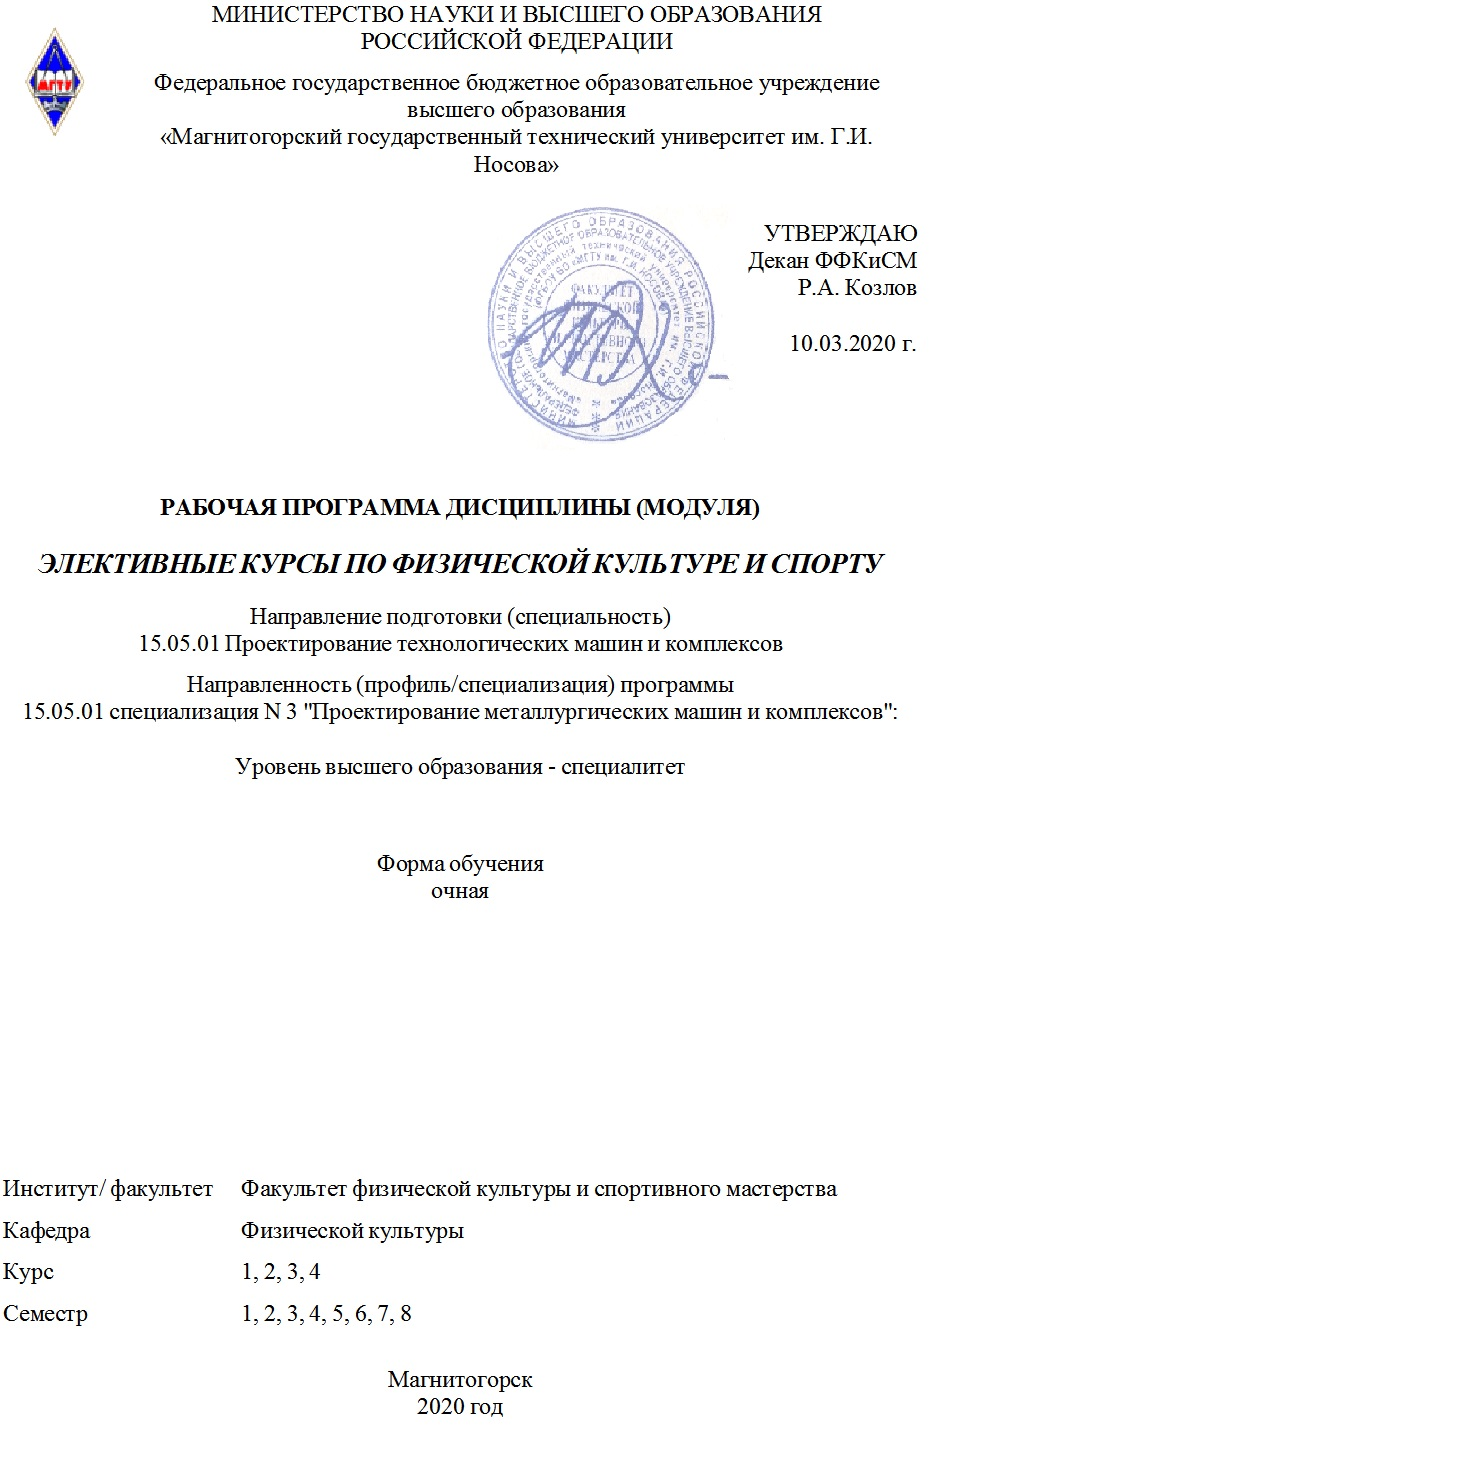 МИНИСТЕРСТВО НАУКИ И ВЫСШЕГО ОБРАЗОВАНИЯ
РОССИЙСКОЙ ФЕДЕРАЦИИ
МГТУ
Федеральное государственное бюджетное образовательное учреждение
высшего образования
«Магнитогорский государственный технический университет им. Г.И.
Носова»
УТВЕРЖДАЮ
Декан ФФКиСМ
Р.А. Козлов
10.03.2020 г.
РАБОЧАЯ ПРОГРАММА ДИСЦИПЛИНЫ (МОДУЛЯ)
ЭЛЕКТИВНЫЕ КУРСЫ ПО ФИЗИЧЕСКОЙ КУЛЬТУРЕ И СПОРТУ
Направление подготовки (специальность)
15.05.01 Проектирование технологических машин и комплексов
Направленность (профиль/специализация) программы
15.05.01 специализация N 3 "Проектирование металлургических машин и комплексов":
Уровень высшего образования - специалитет
Форма обучения
очная
Институт/ факультет Факультет физической культуры и спортивного мастерства
Кафедра Физической культуры
Курс 1, 2, 3, 4
Семестр 1, 2, 3, 4, 5, 6, 7, 8
Магнитогорск
2020 год